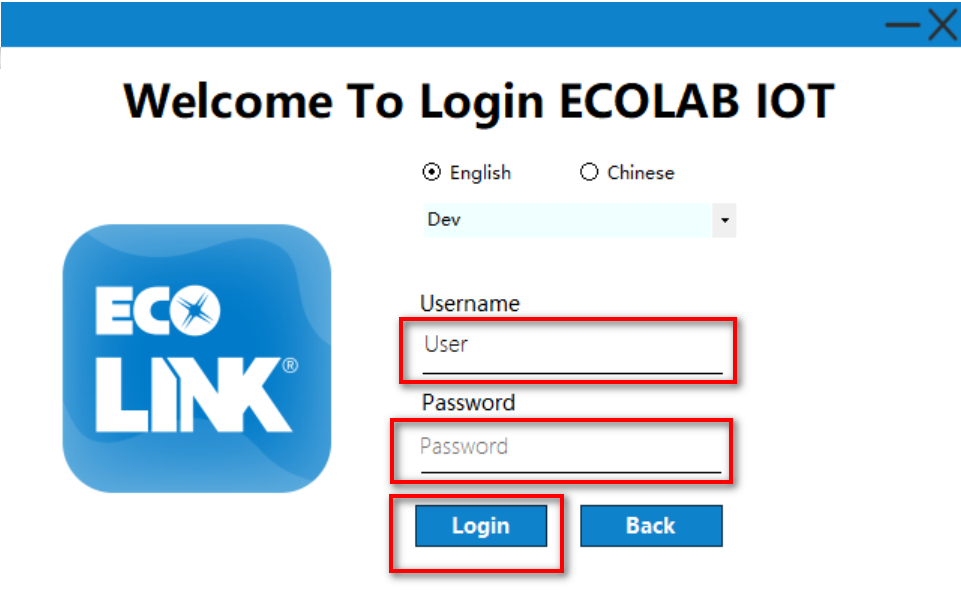 Welcome To Login ECOLAB IOT
English Chinese
Dev
ECO
LINK®
Username
User
Password
Password
Login Back